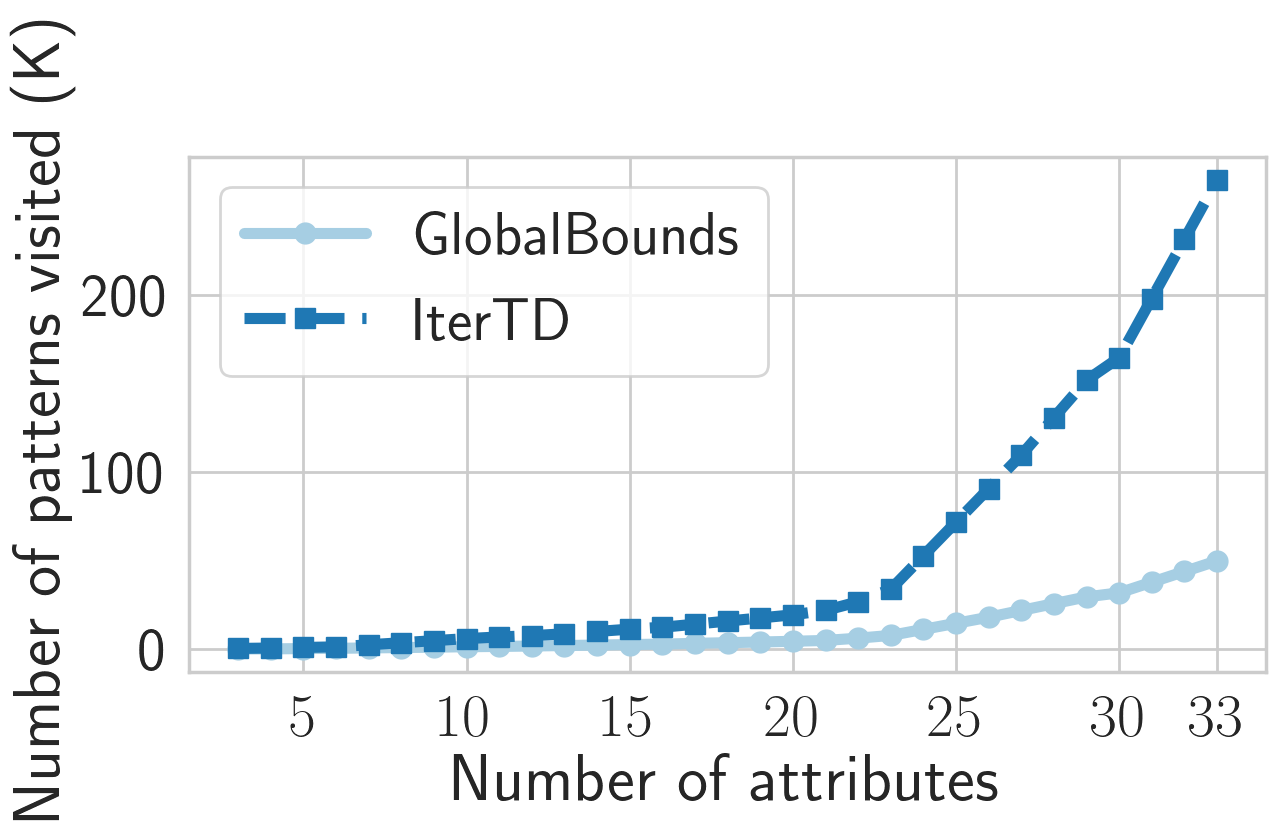 Number of patterns visited (K)
GlobalBounds
IterTD
200
100
0
5 10 15 20 25 30 33
Number of attributes